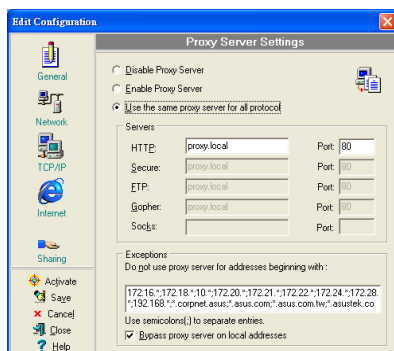 Edit Configuration
General
Network
TCP/IP
Internet
Sharing
Activate
Save
Cancel
Close
Help
Proxy Server Settings
Disable Proxy Server
Enable Proxy Server
Use the same proxy server for all protocol
Servers
HTTP: proxy.local Port: 80
Secure: proxy.local Port: 80
FTP: proxy.local Port: 80
Gopher: proxy.local Port: 80
Socks: Port:
Exceptions
Do not use proxy server for addresses beginning with :
172.16.*;172.18.*;10.*;172.20.*;172.21.*;172.22.*;172.24.*;172.28
.*;192.168.*;*.corpnet.asus;*.asus.com;*.asus.com.tw;*.asustek.co
Use semicolons(;) to separate entries.
Bypass proxy server on local addresses